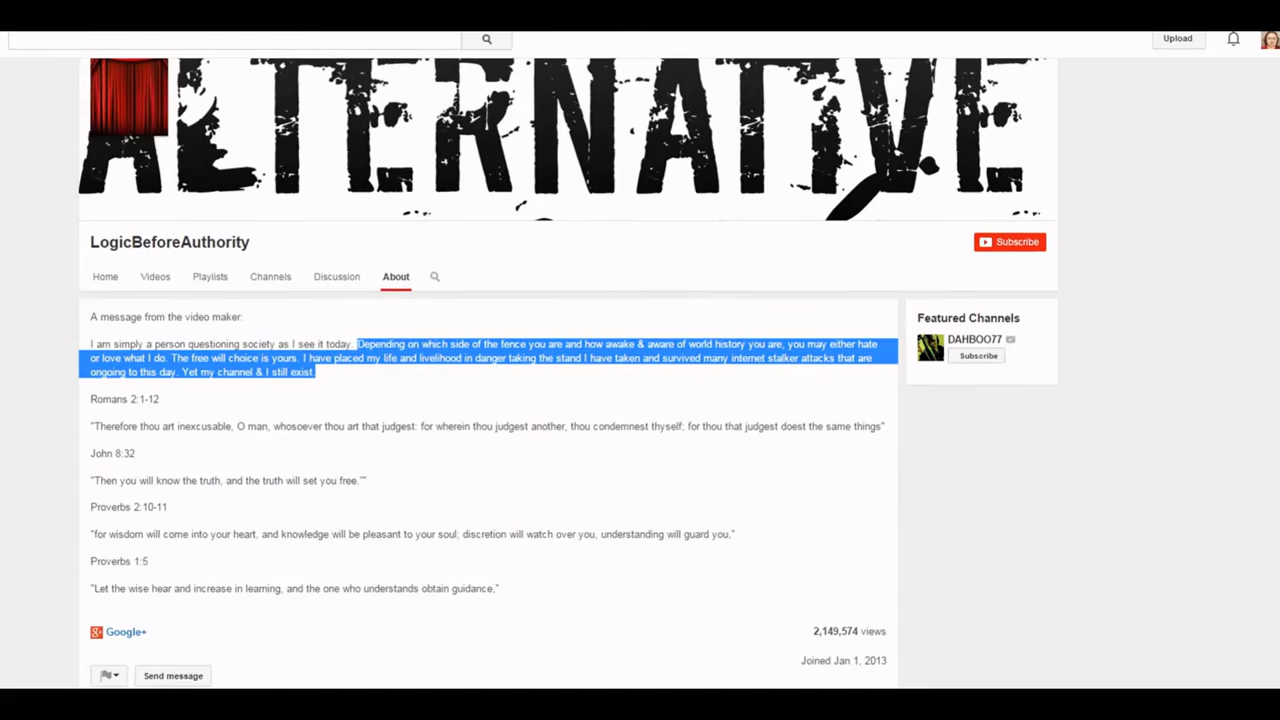 Upload
ALTERNATIVE
LogicBeforeAuthority
Subscribe
Home Videos Playlists Channels Discussion About
A message from the video maker:
I am simply a person questioning society as I see it today. Depending on which side of the fence you are and how awake & aware of world history you are, you may either hate
or love what I do. The free will choice is yours. I have placed my life and livelihood in danger taking the stand I have taken and survived many internet stalker attacks that are
ongoing to this day. Yet my channel & I still exist.
Romans 2:1-12
"Therefore thou art inexcusable, O man, whosoever thou art that judgest: for wherein thou judgest another, thou condemnest thyself; for thou that judgest doest the same things"
John 8:32
"Then you will know the truth, and the truth will set you free.""
Proverbs 2:10-11
"for wisdom will come into your heart, and knowledge will be pleasant to your soul; discretion will watch over you, understanding will guard you,"
Proverbs 1:5
"Let the wise hear and increase in learning, and the one who understands obtain guidance,"
Google+
2,149,574 views
Joined Jan 1, 2013
Send message
Featured Channels
DAHBOO77
Subscribe